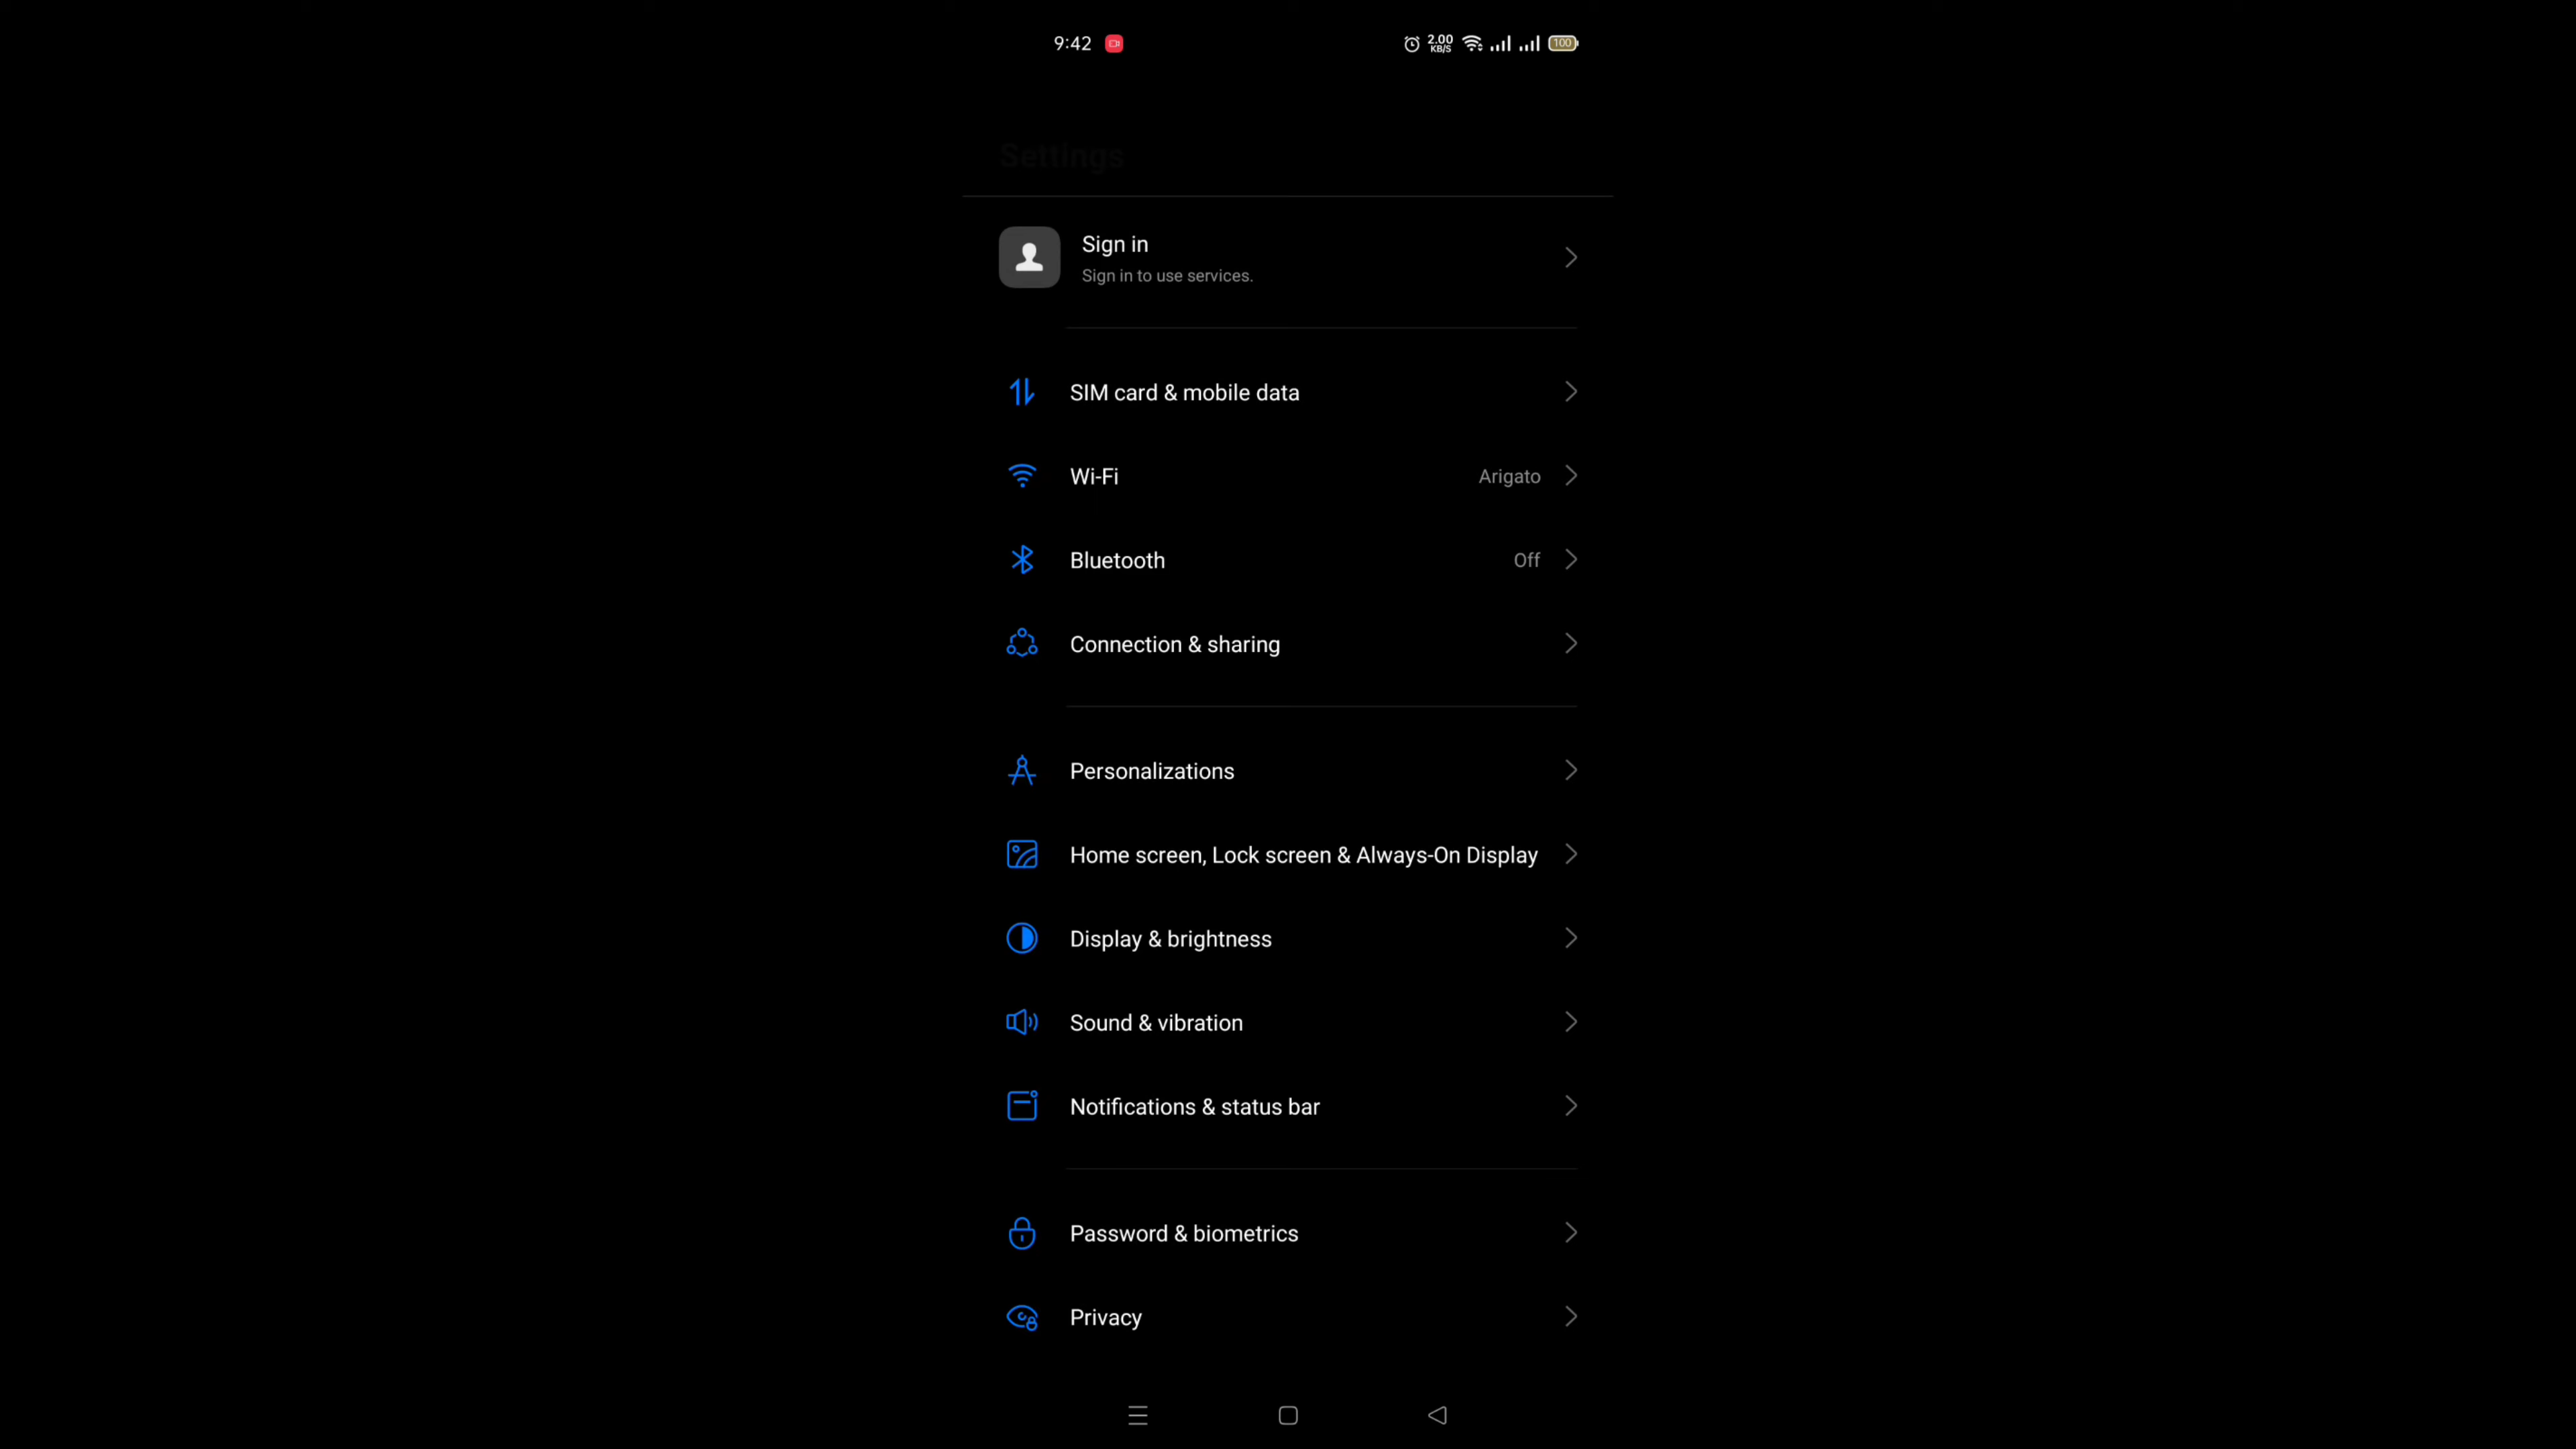 9:42 2.00 KB/S 100
Settings
Sign in
Sign in to use services.
SIM card & mobile data
Wi-Fi Arigato
Bluetooth Off
Connection & sharing
Personalizations
Home screen, Lock screen & Always-On Display
Display & brightness
Sound & vibration
Notifications & status bar
Password & biometrics
Privacy